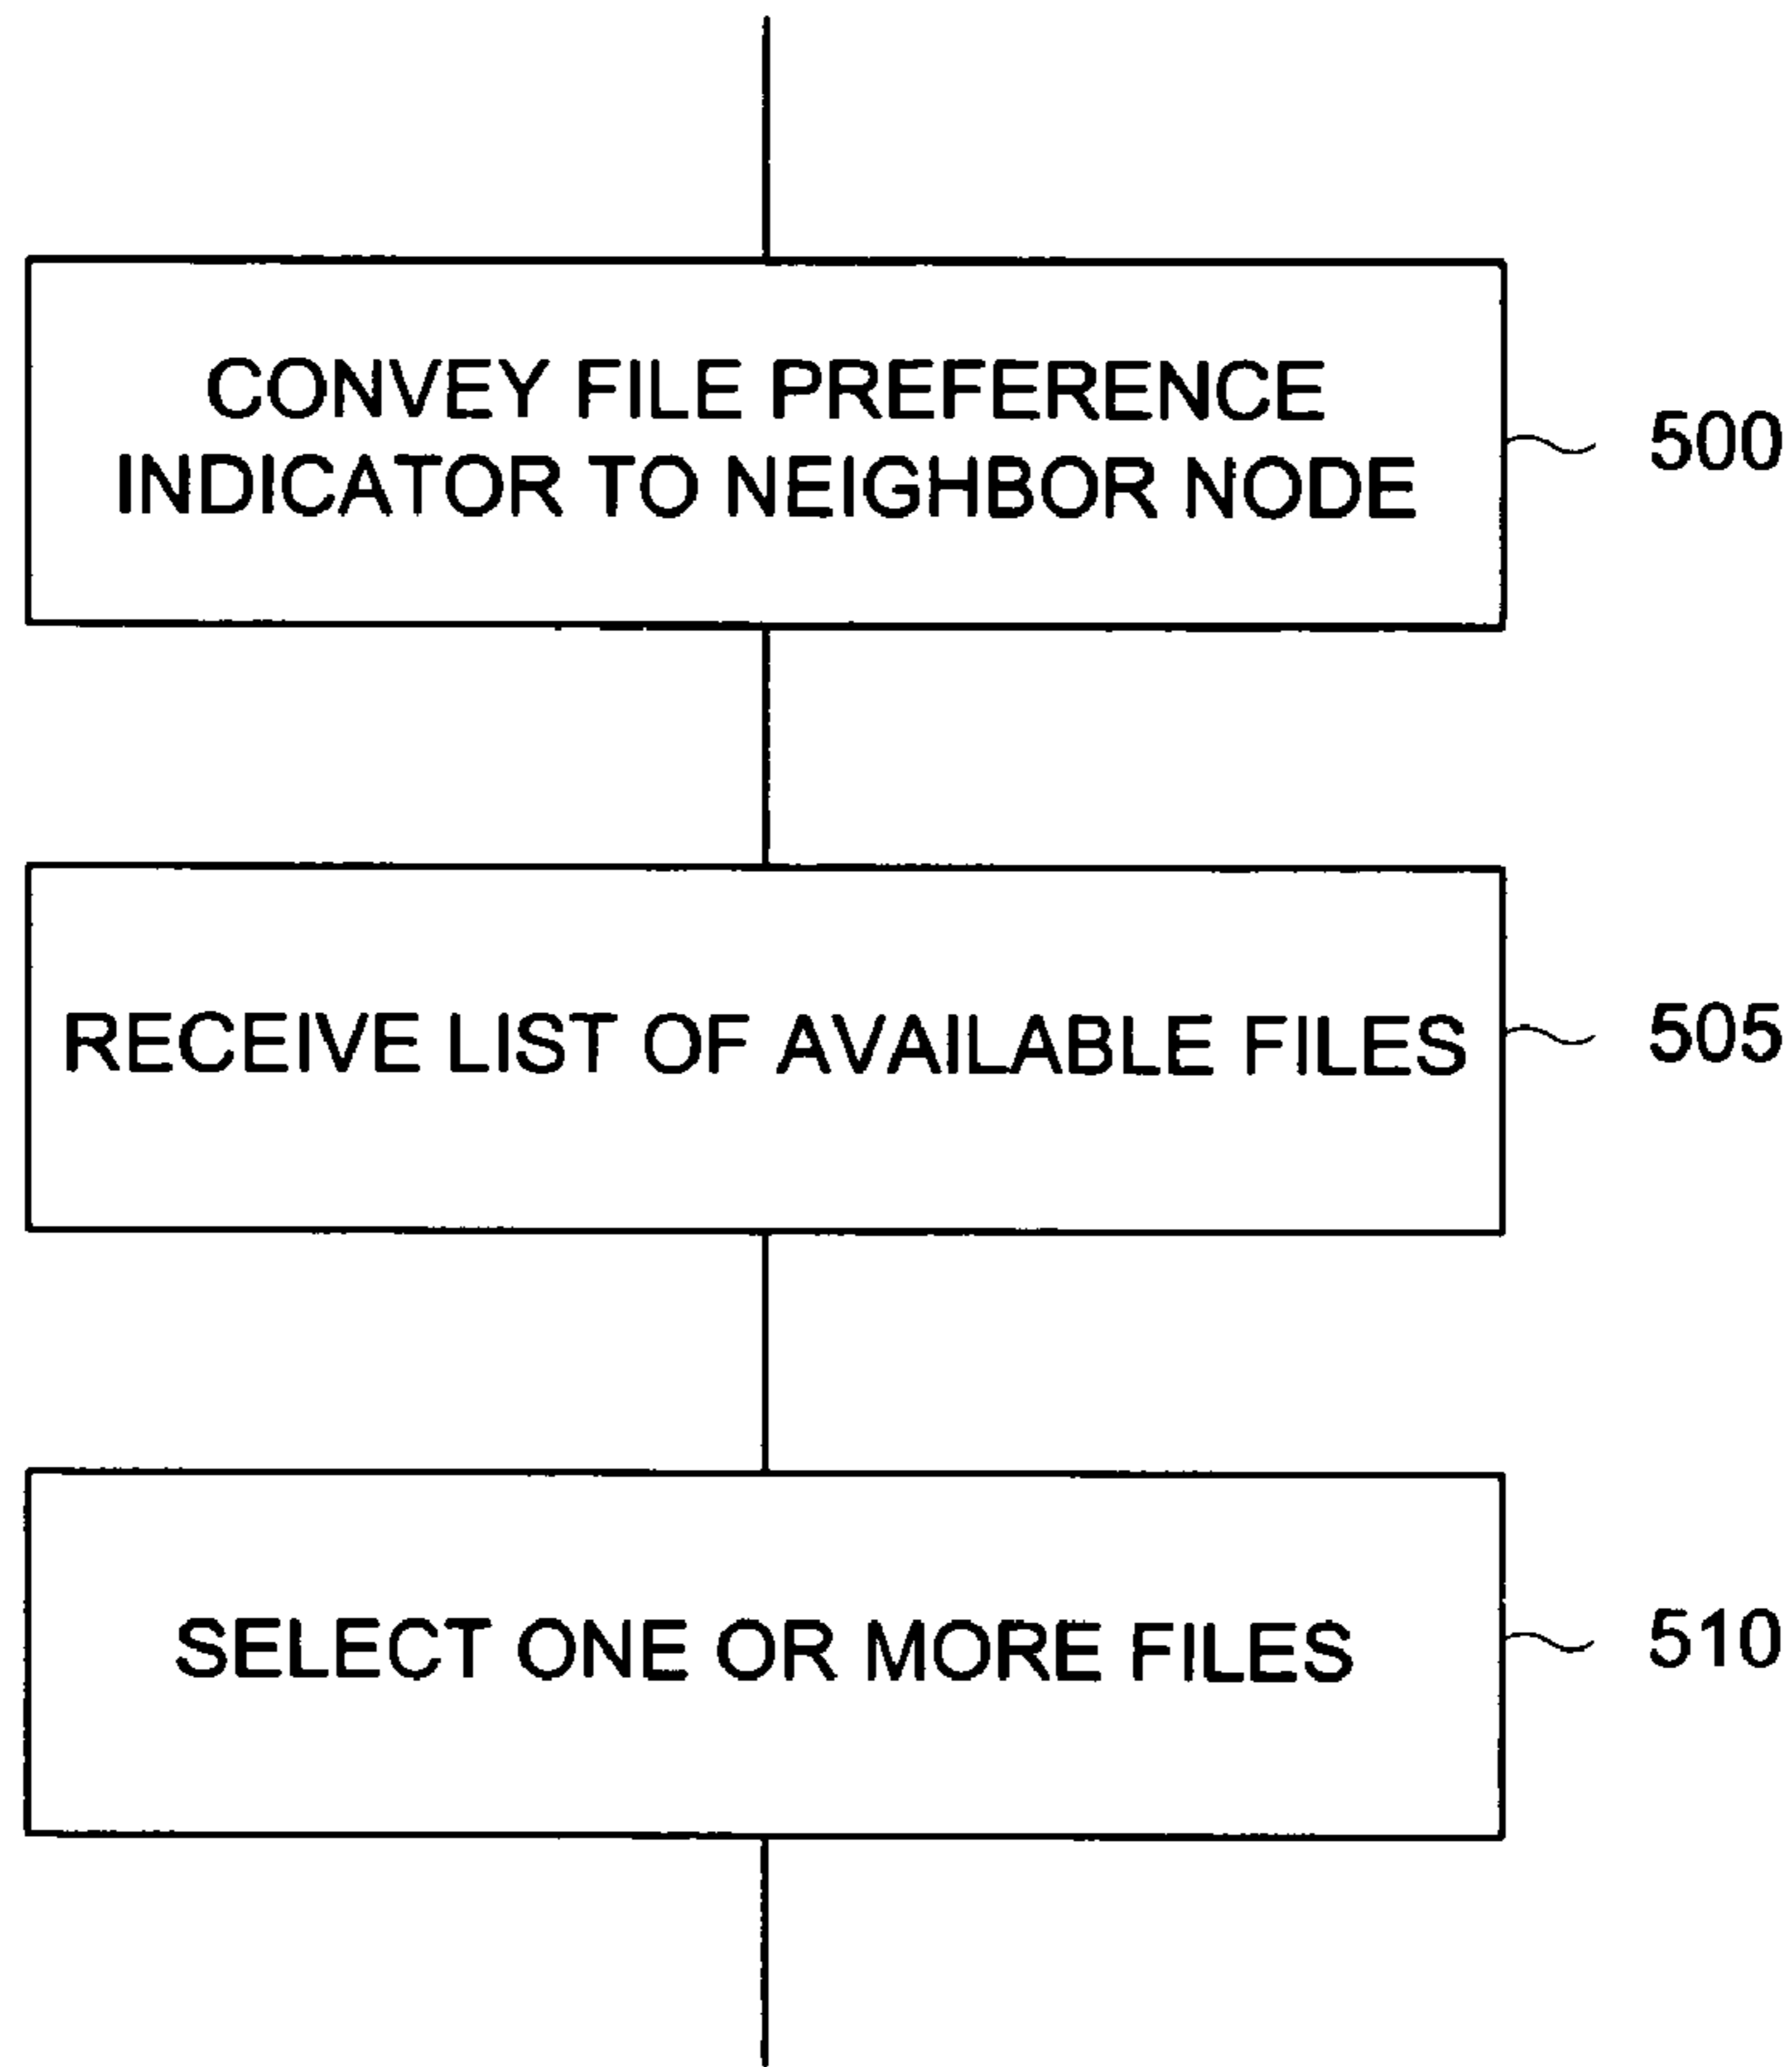 CONVEY FILE PREFERENCE
INDICATOR TO NEIGHBOR NODE
500
RECEIVE LIST OF AVAILABLE FILES
505
SELECT ONE OR MORE FILES
510